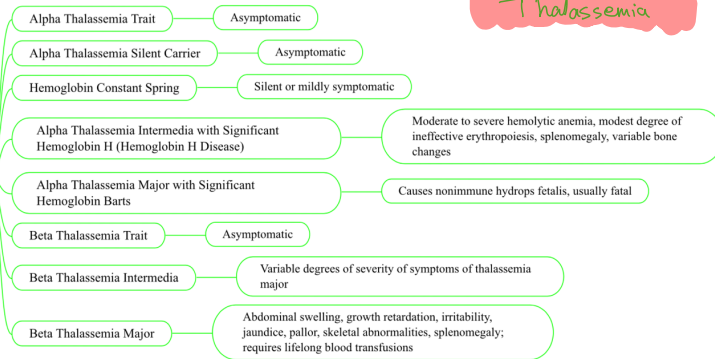 Thalassemia
Alpha Thalassemia Trait
Asymptomatic
Alpha Thalassemia Silent Carrier
Asymptomatic
Hemoglobin Constant Spring
Silent or mildly symptomatic
Alpha Thalassemia Intermedia with Significant
Hemoglobin H (Hemoglobin H Disease)
Moderate to severe hemolytic anemia, modest degree of
ineffective erythropoiesis, splenomegaly, variable bone
changes
Alpha Thalassemia Major with Significant
Hemoglobin Barts
Causes nonimmune hydrops fetalis, usually fatal
Beta Thalassemia Trait
Asymptomatic
Beta Thalassemia Intermedia
Variable degrees of severity of symptoms of thalassemia
major
Beta Thalassemia Major
Abdominal swelling, growth retardation, irritability,
jaundice, pallor, skeletal abnormalities, splenomegaly;
requires lifelong blood transfusions